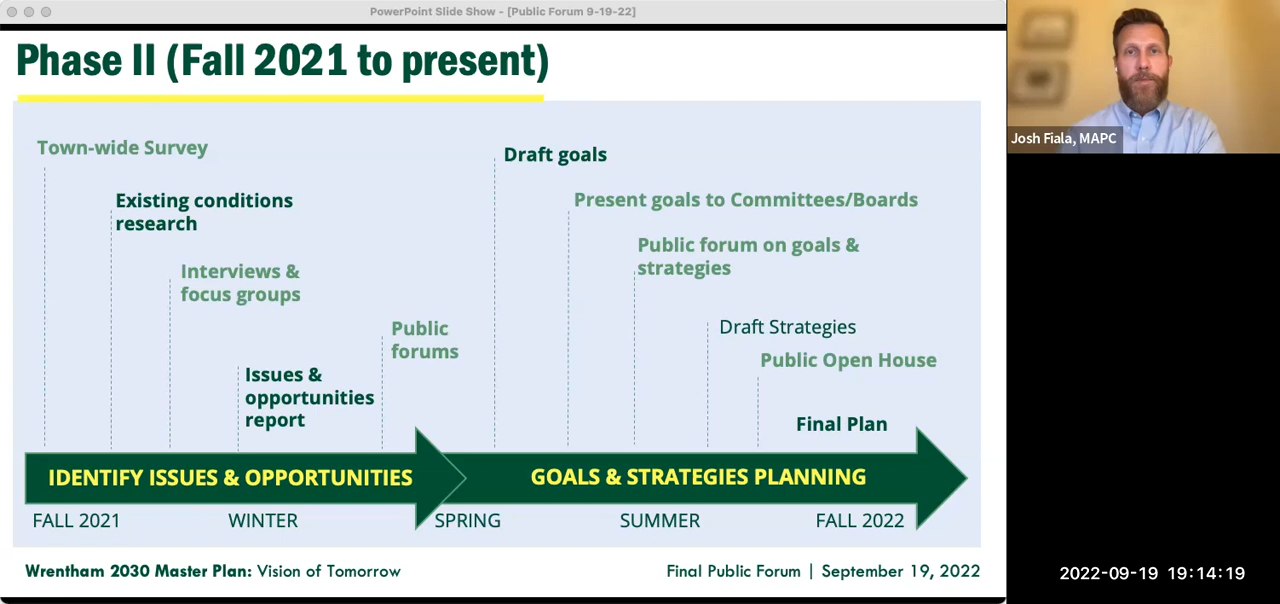 PowerPoint Slide Show - [Public Forum 9-19-22]
Phase II (Fall 2021 to present)
Town-wide Survey
Existing conditions
research
Interviews &
focus groups
Issues &
opportunities
report
Public
forums
Draft goals
Present goals to Committees/Boards
Public forum on goals &
strategies
Draft Strategies
Public Open House
Final Plan
IDENTIFY ISSUES & OPPORTUNITIES
GOALS & STRATEGIES PLANNING
FALL 2021
WINTER
SPRING
SUMMER
FALL 2022
Wrentham 2030 Master Plan: Vision of Tomorrow
Final Public Forum | September 19, 2022
Josh Fiala, MAPC
2022-09-19 19:14:19